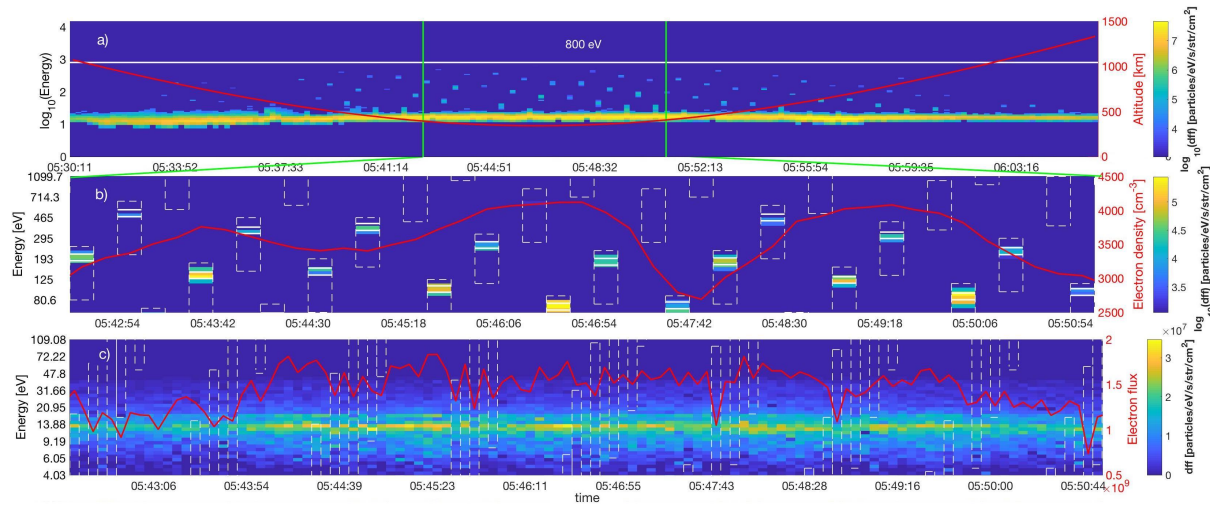 a)
800 eV
log10(Energy)
4
3
2
1
0
1500
1000
500
0
Altitude [km]
7
6
5
4
log10(dff) [particles/eV/s/str/cm2]
05:30:11 05:33:52 05:37:33 05:41:14 05:44:51 05:48:32 05:52:13 05:55:54 05:59:35 06:03:16
b)
Energy [eV]
1099.7
714.3
465
295
193
125
80.6
4500
4000
3500
3000
2500
Electron density [cm-3]
5.5
5
4.5
4
3.5
log10(dff) [particles/eV/s/str/cm2]
05:42:54 05:43:42 05:44:30 05:45:18 05:46:06 05:46:54 05:47:42 05:48:30 05:49:18 05:50:06 05:50:54
c)
Energy [eV]
109.08
72.22
47.8
31.66
20.95
13.88
9.19
6.05
4.03
2
1.5
1
0.5
×10^9
Electron flux
×10^7
3
2
1
0
dff [particles/eV/s/str/cm2]
05:43:06 05:43:54 05:44:39 05:45:23 05:46:11 05:46:55 05:47:43 05:48:28 05:49:16 05:50:00 05:50:44
time